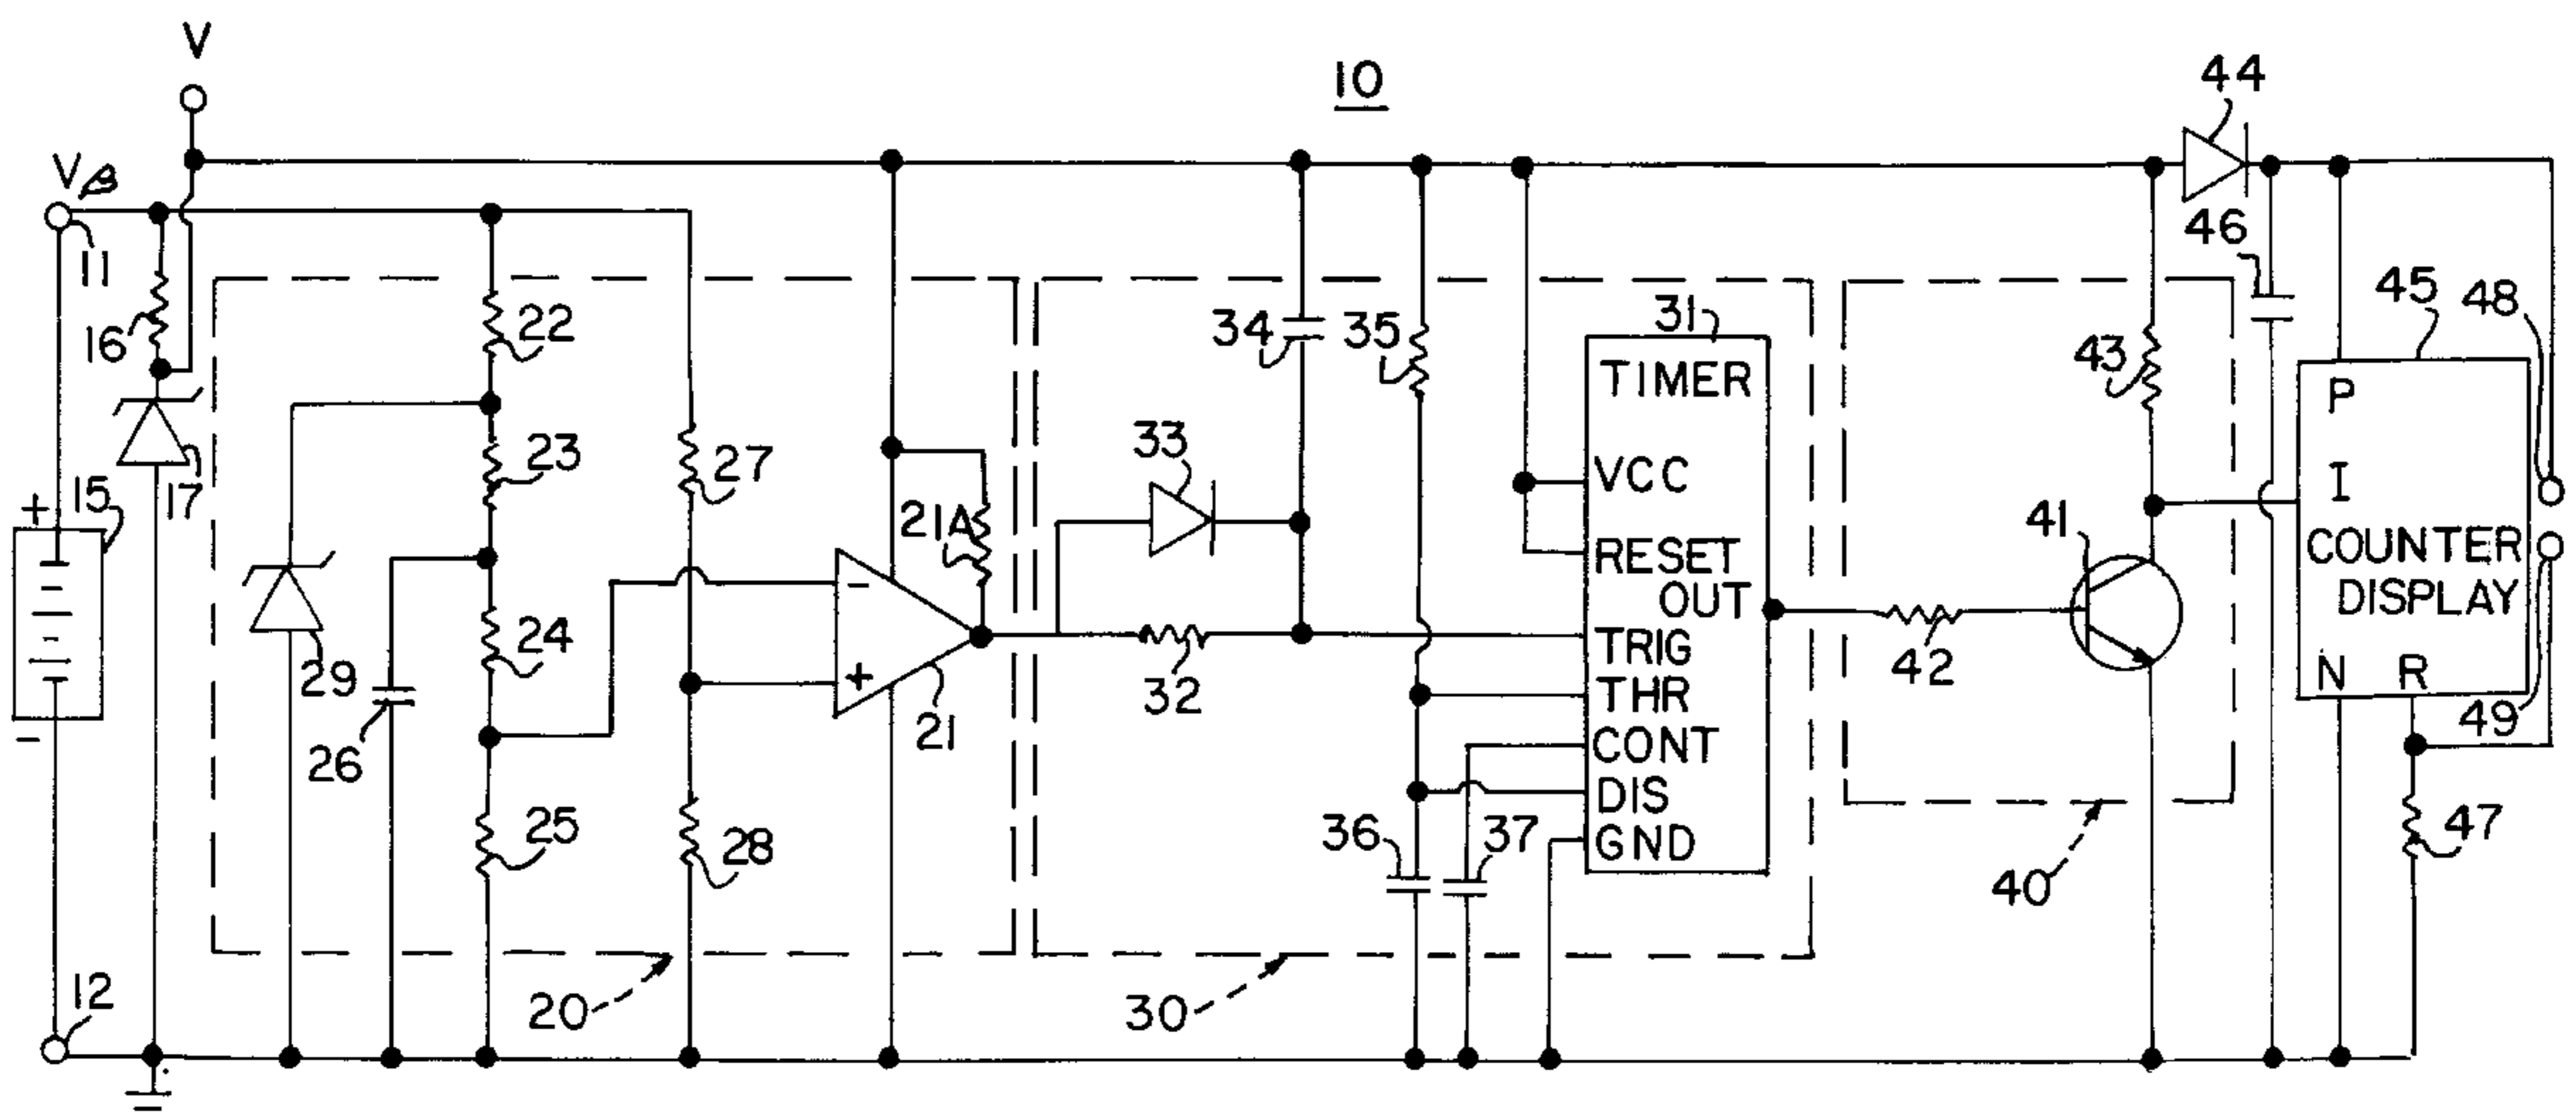 V
10
44
VB
11
16
22
46
45
48
34
35
31
TIMER
43
P
+
15
17
23
27
33
21A
VCC
I
41
RESET
COUNTER
OUT
DISPLAY
-
24
29
+
32
TRIG
42
N
R
26
21
THR
49
-
CONT
25
28
DIS
36
37
GND
47
40
12
20
30